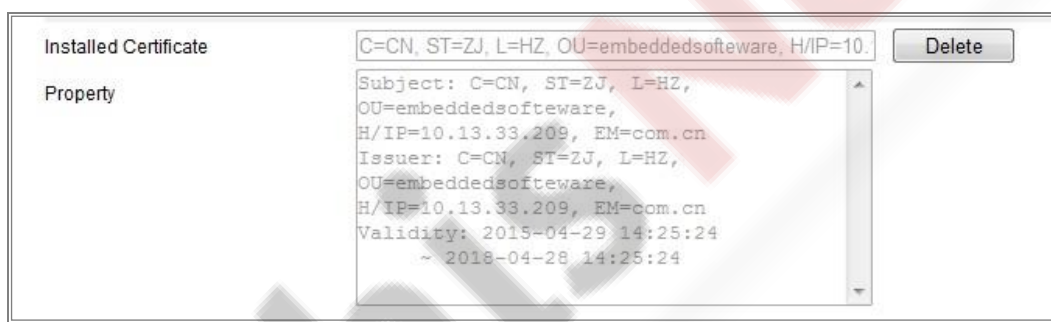 Installed Certificate
C=CN, ST=ZJ, L=HZ, OU=embeddedsofteware, H/IP=10.
Delete
Property
Subject: C=CN, ST=ZJ, L=HZ,
OU=embeddedsofteware,
H/IP=10.13.33.209, EM=com.cn
Issuer: C=CN, ST=ZJ, L=HZ,
OU=embeddedsofteware,
H/IP=10.13.33.209, EM=com.cn
Validity: 2015-04-29 14:25:24
~ 2018-04-28 14:25:24